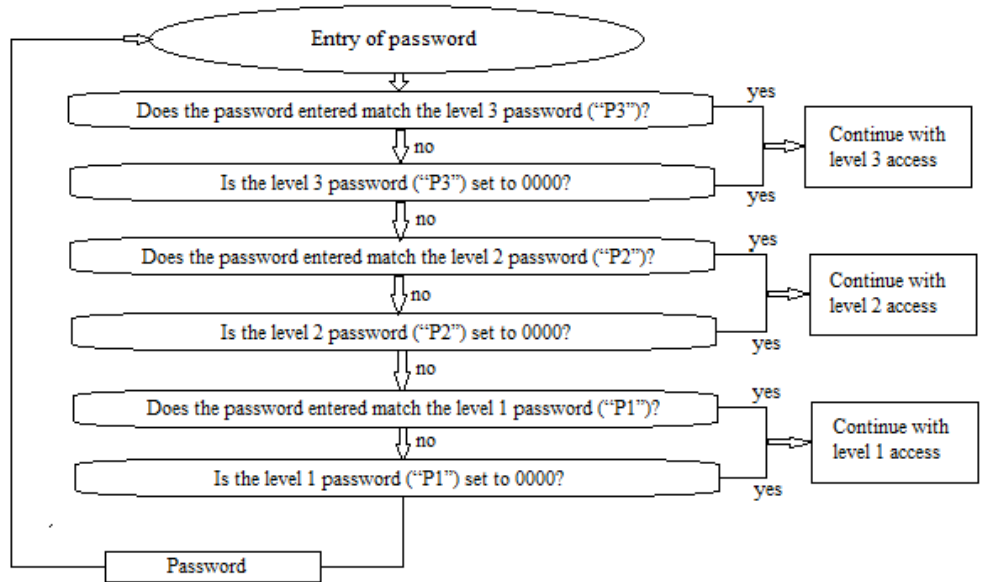 Entry of password
Does the password entered match the level 3 password (“P3”)?
yes
Continue with
level 3 access
no
Is the level 3 password (“P3”) set to 0000?
yes
no
Does the password entered match the level 2 password (“P2”)?
yes
Continue with
level 2 access
no
Is the level 2 password (“P2”) set to 0000?
yes
no
Does the password entered match the level 1 password (“P1”)?
yes
Continue with
level 1 access
no
Is the level 1 password (“P1”) set to 0000?
yes
Password